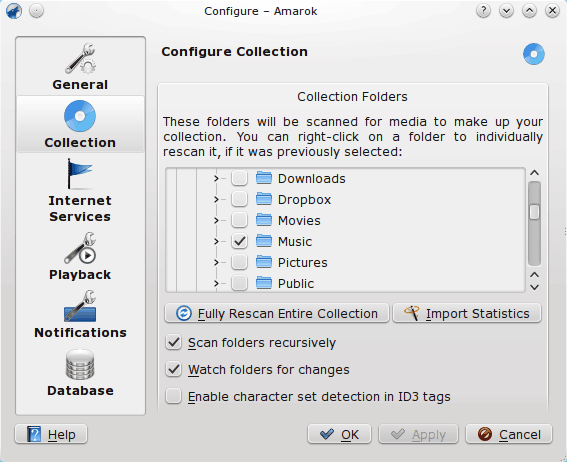 Configure – Amarok
General
Collection
Internet
Services
Playback
Notifications
Database
Configure Collection
Collection Folders
These folders will be scanned for media to make up your
collection. You can right-click on a folder to individually
rescan it, if it was previously selected:
Downloads
Dropbox
Movies
Music
Pictures
Public
Fully Rescan Entire Collection Import Statistics
Scan folders recursively
Watch folders for changes
Enable character set detection in ID3 tags
Help OK Apply Cancel